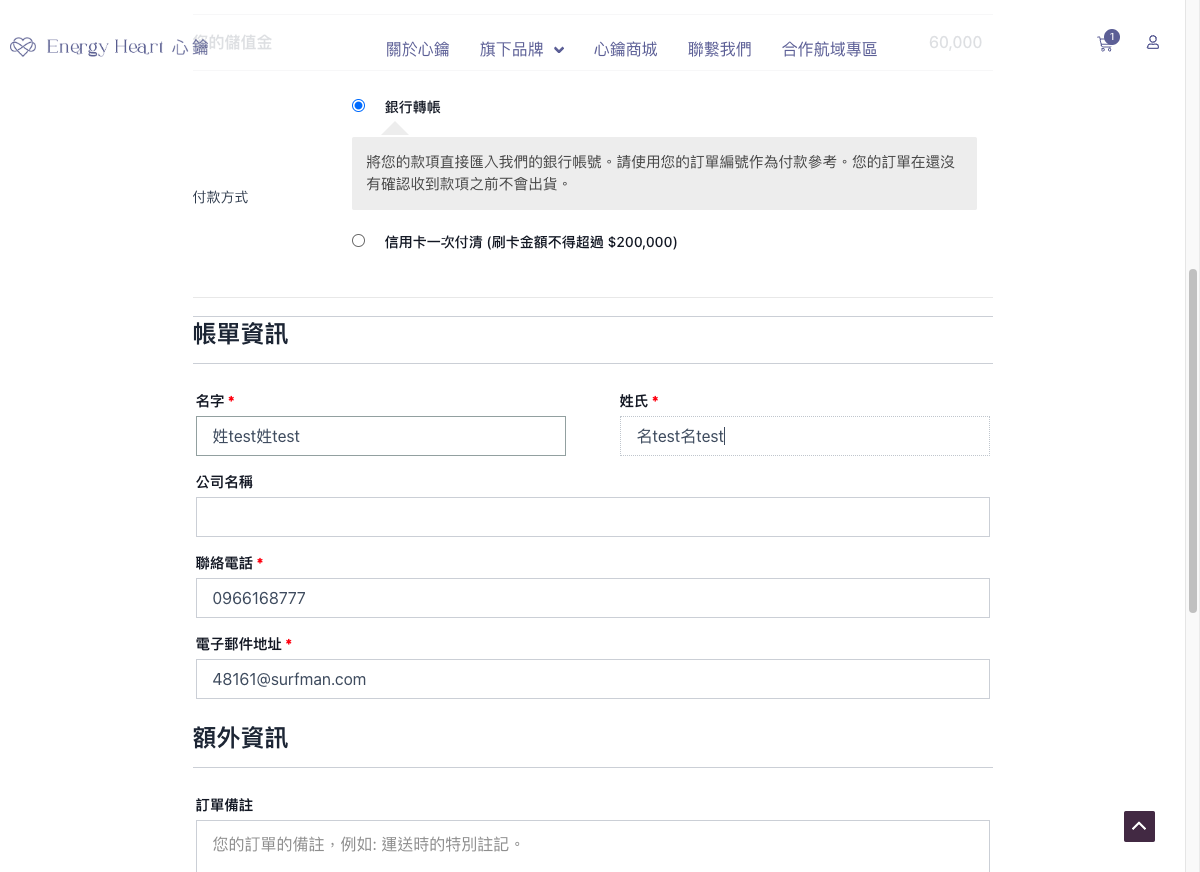 您的儲值金 60,000
Energy Heart 心鑰
關於心鑰 旗下品牌 心鑰商城 聯繫我們 合作航域專區 1
付款方式
銀行轉帳
將您的款項直接匯入我們的銀行帳號。請使用您的訂單編號作為付款參考。您的訂單在還沒
有確認收到款項之前不會出貨。
信用卡一次付清 (刷卡金額不得超過 $200,000)
帳單資訊
名字 * 姓氏 *
姓test姓test 名test名test
公司名稱
聯絡電話 *
0966168777
電子郵件地址 *
48161@surfman.com
額外資訊
訂單備註
您的訂單的備註，例如: 運送時的特別註記。